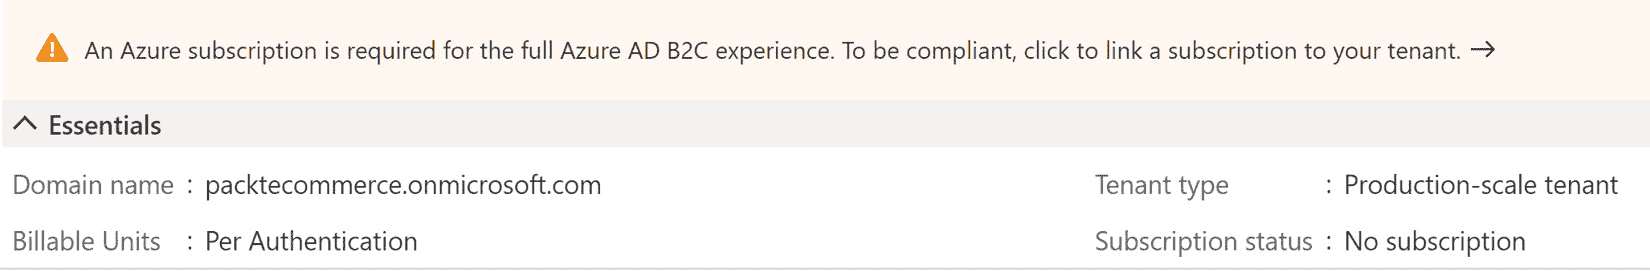 An Azure subscription is required for the full Azure AD B2C experience. To be compliant, click to link a subscription to your tenant. →
Essentials
Domain name : packtecommerce.onmicrosoft.com Tenant type : Production-scale tenant
Billable Units : Per Authentication Subscription status : No subscription